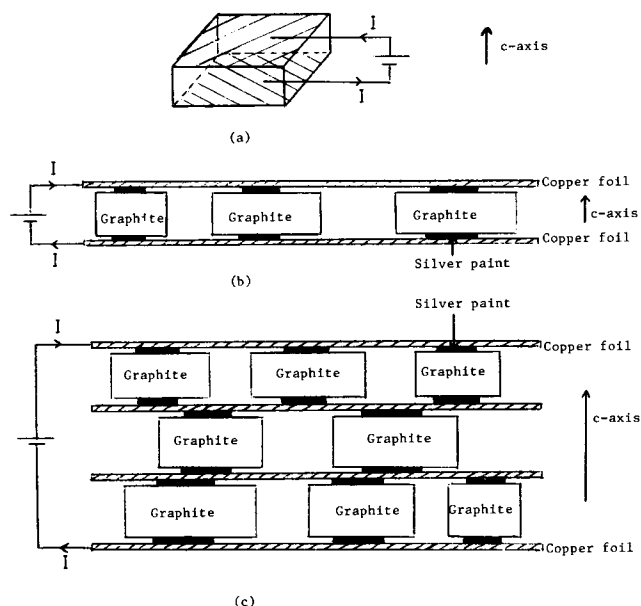 I
c-axis
I
(a)
I
Copper foil
Graphite
Graphite
Graphite
c-axis
Copper foil
I
Silver paint
(b)
Silver paint
I
Copper foil
Graphite
Graphite
Graphite
c-axis
Graphite
Graphite
Graphite
Graphite
Graphite
Copper foil
I
(c)